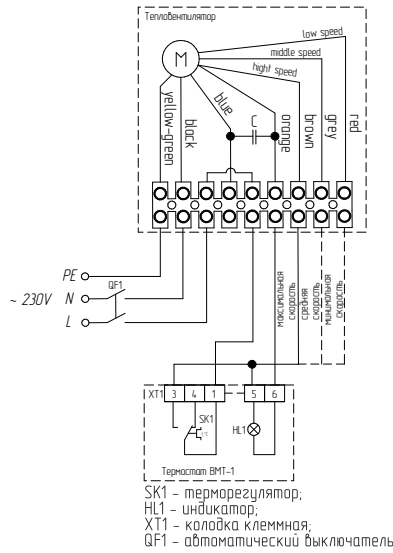 Тепловентилятор
low speed
middle speed
hight speed
M
yellow-green
black
blue
C
orange
brown
grey
red
PE
QF1
~ 230V
N
L
максимальная
скорость
средняя
скорость
минимальная
скорость
XT1
3
4
1
5
6
SK1
t°C
HL1
Термостат ВМТ-1
SK1 – терморегулятор;
HL1 – индикатор;
XT1 – колодка клеммная;
QF1 – автоматический выключатель